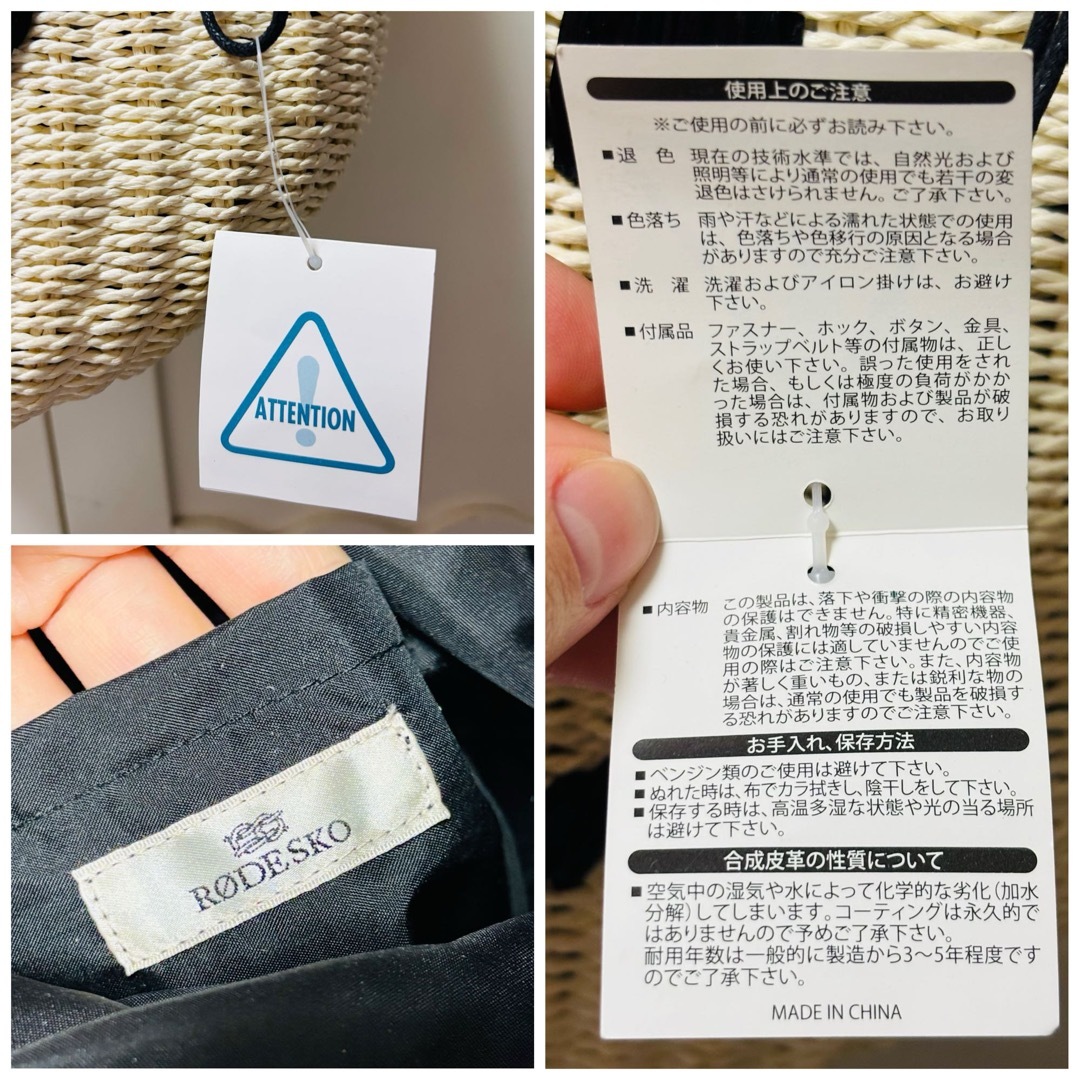 ATTENTION
RØDESKO
使用上のご注意
※ご使用の前に必ずお読み下さい。
■退 色 現在の技術水準では、自然光および
照明等により通常の使用でも若干の変
退色はさけられません。ご了承下さい。
■色落ち 雨や汗などによる濡れた状態での使用
は、色落ちや色移行の原因となる場合
がありますので充分ご注意下さい。
■洗 濯 洗濯およびアイロン掛けは、お避け
下さい。
■付属品 ファスナー、ホック、ボタン、金具、
ストラップベルト等の付属物は、正し
くお使い下さい。誤った使用をされ
た場合、もしくは極度の負荷がかか
った場合は、付属物および製品が破
損する恐れがありますので、お取り
扱いにはご注意下さい。
■内容物 この製品は、落下や衝撃の際の内容物
の保護はできません。特に精密機器、
貴金属、割れ物等の破損しやすい内容
物の保護には適していませんのでご使
用の際はご注意下さい。また、内容物
が著しく重いもの、または鋭利な物の
場合は、通常の使用でも製品を破損す
る恐れがありますのでご注意下さい。
お手入れ、保存方法
■ベンジン類のご使用は避けて下さい。
■ぬれた時は、布でカラ拭きし、陰干しをして下さい。
■保存する時は、高温多湿な状態や光の当る場所
は避けて下さい。
合成皮革の性質について
■空気中の湿気や水によって化学的な劣化(加水
分解)してしまいます。コーティングは永久的で
はありませんので予めご了承下さい。
耐用年数は一般的に製造から3〜5年程度です
のでご了承下さい。
MADE IN CHINA